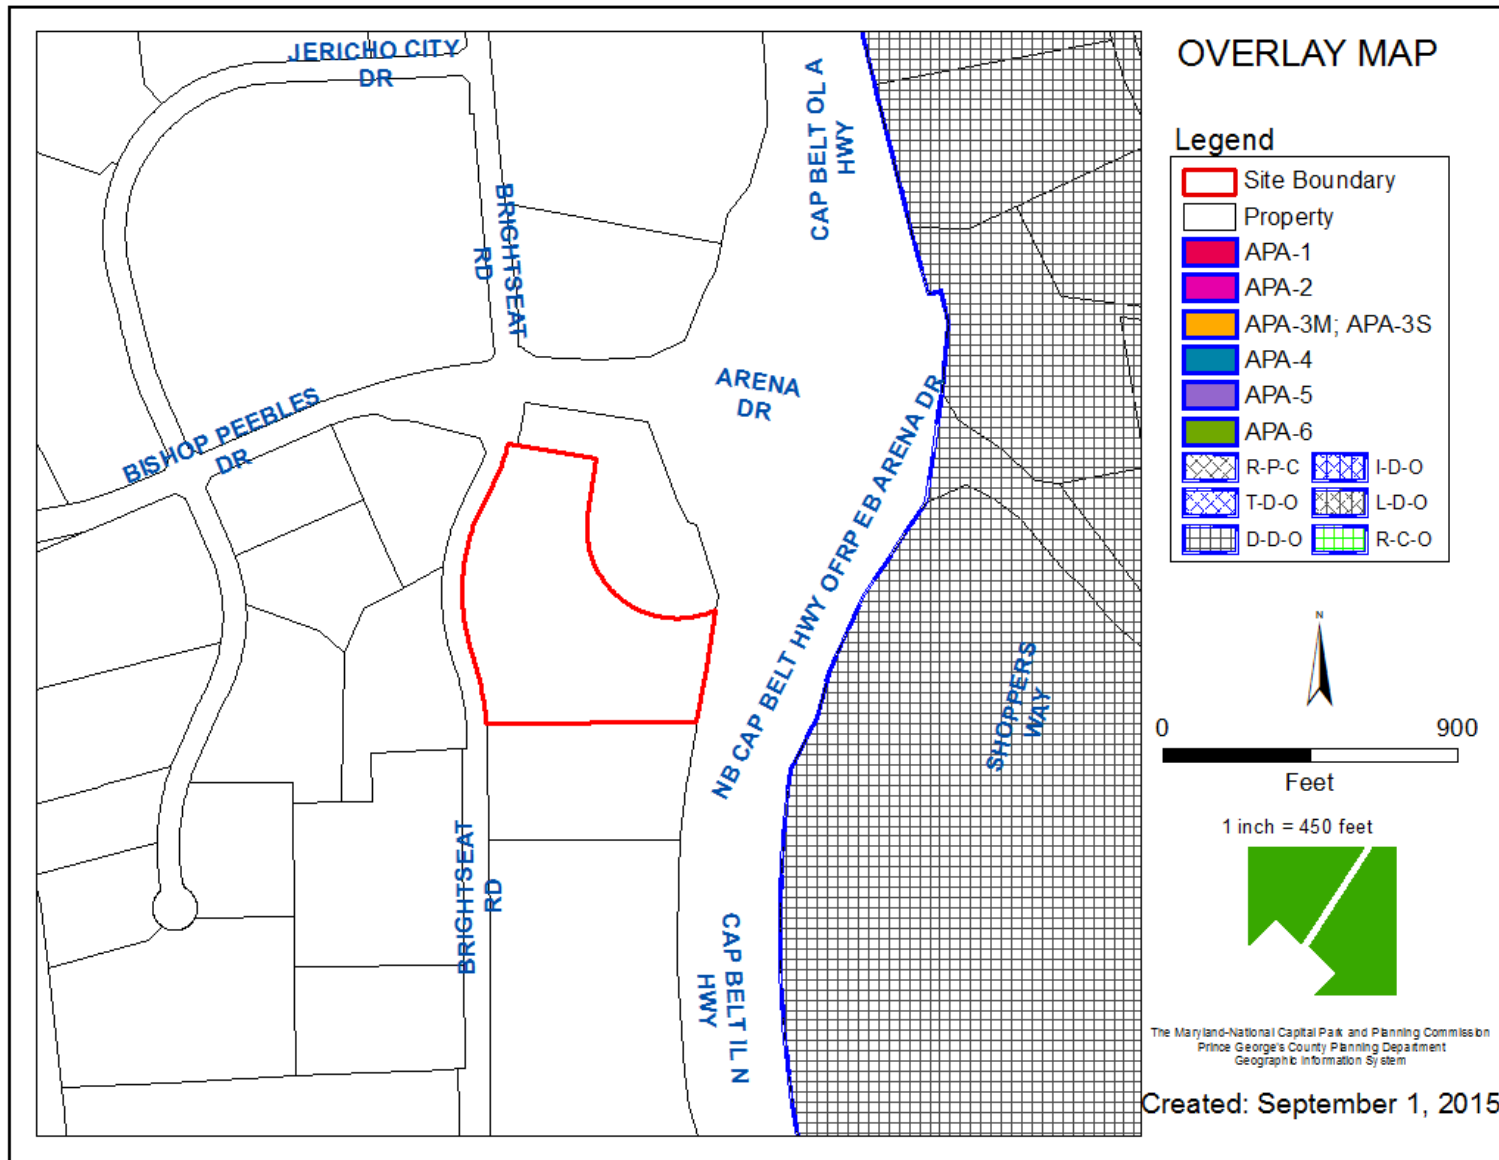 OVERLAY MAP
Legend
Site Boundary
Property
APA-1
APA-2
APA-3M; APA-3S
APA-4
APA-5
APA-6
R-P-C
I-D-O
T-D-O
L-D-O
D-D-O
R-C-O
N
0
900
Feet
1 inch = 450 feet
The Maryland-National Capital Park and Planning Commission
Prince George's County Planning Department
Geographic Information System
Created: September 1, 2015
JERICHO CITY
DR
CAP BELT OL A
HWY
BRIGHTSEAT
RD
ARENA
DR
BISHOP PEEBLES
DR
NB CAP BELT HWY OFRP EB ARENA DR
SHOPPERS
WAY
BRIGHTSEAT
RD
CAP BELT IL N
HWY